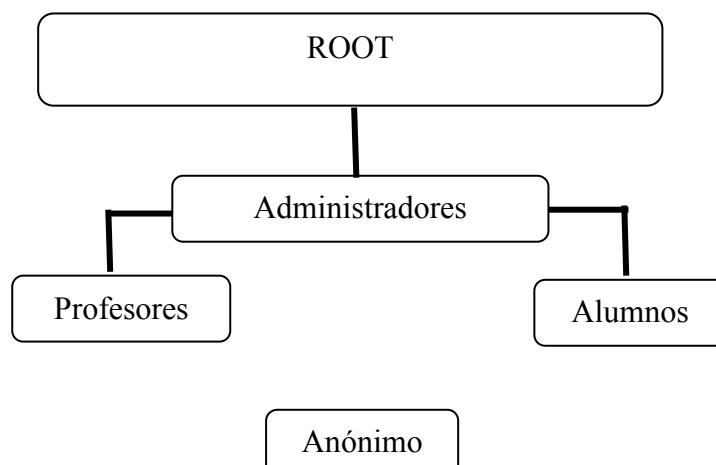 ROOT
Administradores
Profesores
Alumnos
Anónimo